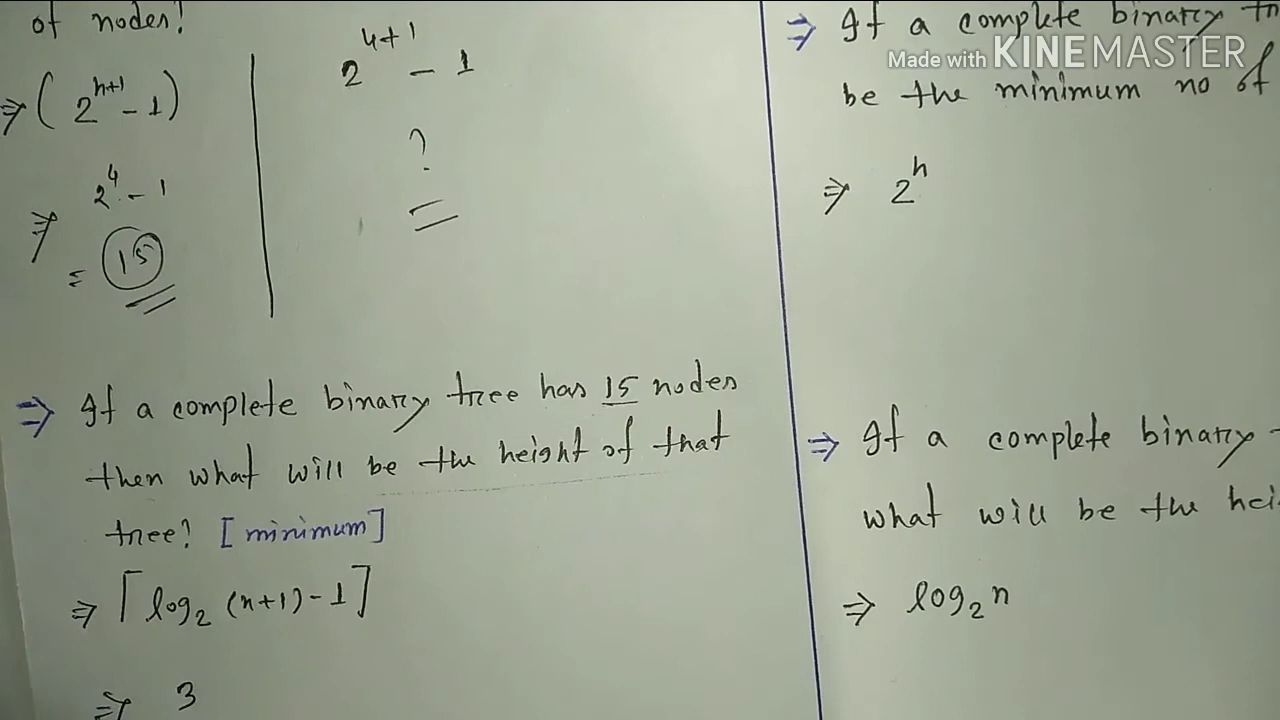 of nodes?
⇒ (2^{h+1} - 1)
⇒ 2^4 - 1
= 15
2^{4+1} - 1
?
⇒ If a complete binary tree has 15 nodes
then what will be the height of that
tree? [minimum]
⇒ ⌈log₂ (n+1) - 1⌉
⇒ 3
⇒ If a complete binary
Made with KINEMASTER
be the minimum no of
⇒ 2^h
⇒ If a complete binary
what will be the hei
⇒ log₂n